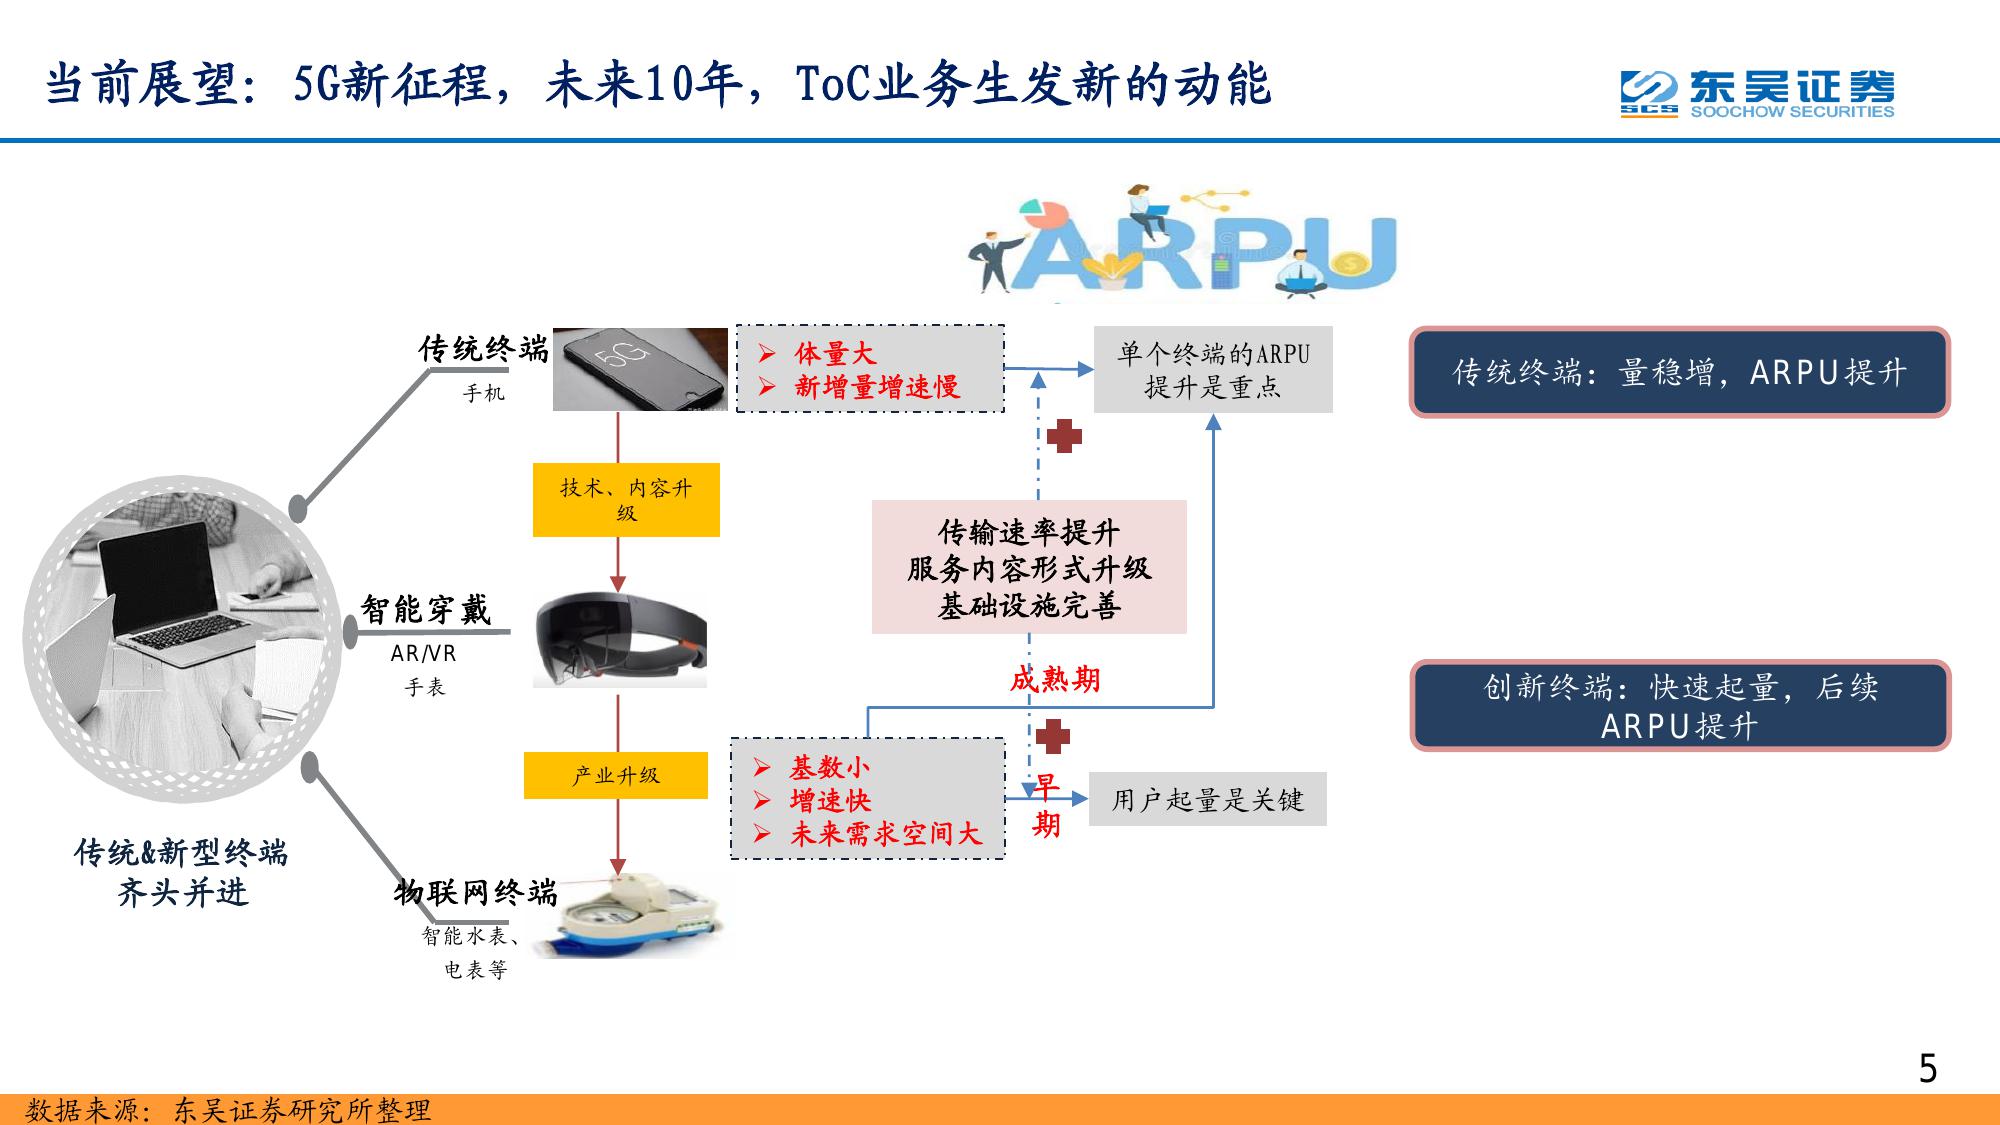 当前展望：5G新征程，未来10年，ToC业务生发新的动能
SCS
东吴证券
SOOCHOW SECURITIES
ARPU
传统终端
手机
5G
体量大
新增量增速慢
单个终端的ARPU
提升是重点
传统终端：量稳增，ARPU提升
技术、内容升
级
传输速率提升
服务内容形式升级
基础设施完善
智能穿戴
AR/VR
手表
成熟期
创新终端：快速起量，后续
ARPU提升
产业升级
基数小
增速快
未来需求空间大
早
期
用户起量是关键
传统&新型终端
齐头并进
物联网终端
智能水表、
电表等
5
数据来源：东吴证券研究所整理